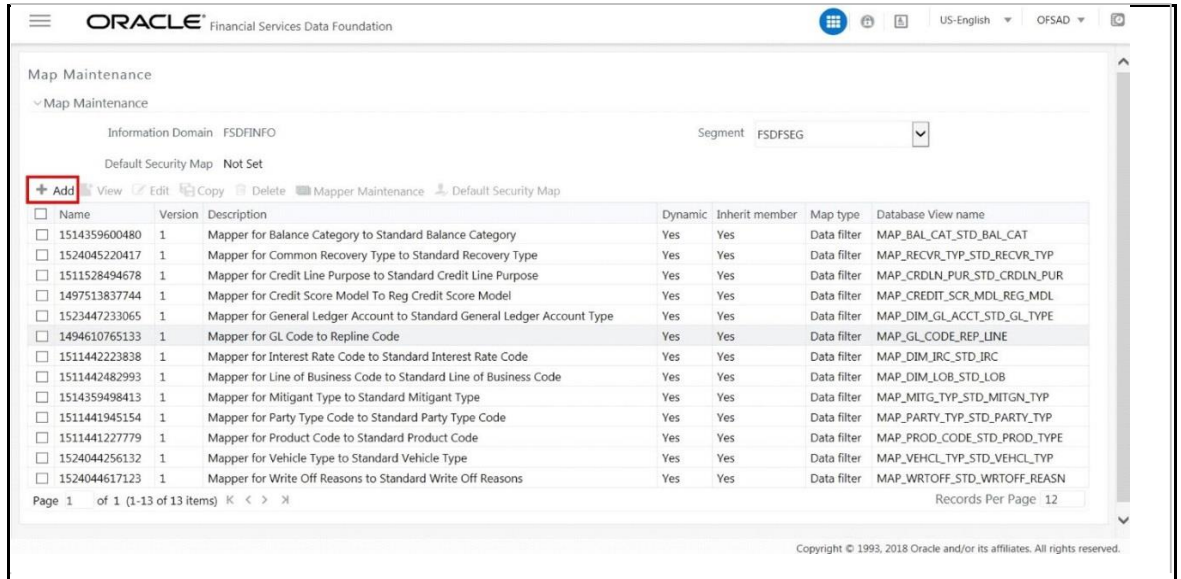 ORACLE® Financial Services Data Foundation US-English OFSAD
Map Maintenance
Map Maintenance
Information Domain FSDFINFO Segment FSDFSEG
Default Security Map Not Set
Add View Edit Copy Delete Mapper Maintenance Default Security Map
Name Version Description Dynamic Inherit member Map type Database View name
1514359600480 1 Mapper for Balance Category to Standard Balance Category Yes Yes Data filter MAP_BAL_CAT_STD_BAL_CAT
1524045220417 1 Mapper for Common Recovery Type to Standard Recovery Type Yes Yes Data filter MAP_RECVR_TYP_STD_RECVR_TYP
1511528494678 1 Mapper for Credit Line Purpose to Standard Credit Line Purpose Yes Yes Data filter MAP_CRDLN_PUR_STD_CRDLN_PUR
1497513837744 1 Mapper for Credit Score Model To Reg Credit Score Model Yes Yes Data filter MAP_CREDIT_SCR_MDL_REG_MDL
1523447233065 1 Mapper for General Ledger Account to Standard General Ledger Account Type Yes Yes Data filter MAP_DIM_GL_ACCT_STD_GL_TYPE
1494610765133 1 Mapper for GL Code to Repline Code Yes Yes Data filter MAP_GL_CODE_REP_LINE
1511442223838 1 Mapper for Interest Rate Code to Standard Interest Rate Code Yes Yes Data filter MAP_DIM_IRC_STD_IRC
1511442482993 1 Mapper for Line of Business Code to Standard Line of Business Code Yes Yes Data filter MAP_DIM_LOB_STD_LOB
1514359498413 1 Mapper for Mitigant Type to Standard Mitigant Type Yes Yes Data filter MAP_MITG_TYP_STD_MITGN_TYP
1511441945154 1 Mapper for Party Type Code to Standard Party Type Code Yes Yes Data filter MAP_PARTY_TYP_STD_PARTY_TYP
1511441227779 1 Mapper for Product Code to Standard Product Code Yes Yes Data filter MAP_PROD_CODE_STD_PROD_TYPE
1524044256132 1 Mapper for Vehicle Type to Standard Vehicle Type Yes Yes Data filter MAP_VEHCL_TYP_STD_VEHCL_TYP
1524044617123 1 Mapper for Write Off Reasons to Standard Write Off Reasons Yes Yes Data filter MAP_WRTOFF_STD_WRTOFF_REASN
Page 1 of 1 (1-13 of 13 items) Records Per Page 12
Copyright © 1993, 2018 Oracle and/or its affiliates. All rights reserved.